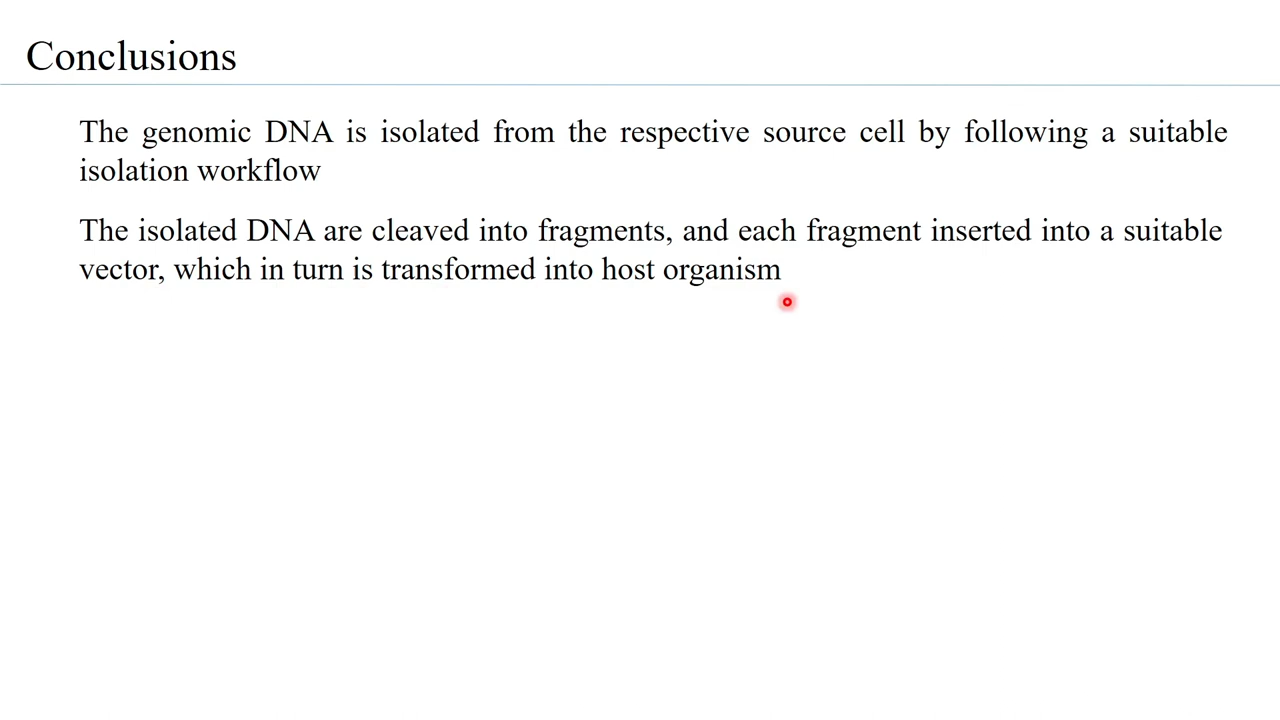 Conclusions
The genomic DNA is isolated from the respective source cell by following a suitable
isolation workflow
The isolated DNA are cleaved into fragments, and each fragment inserted into a suitable
vector, which in turn is transformed into host organism